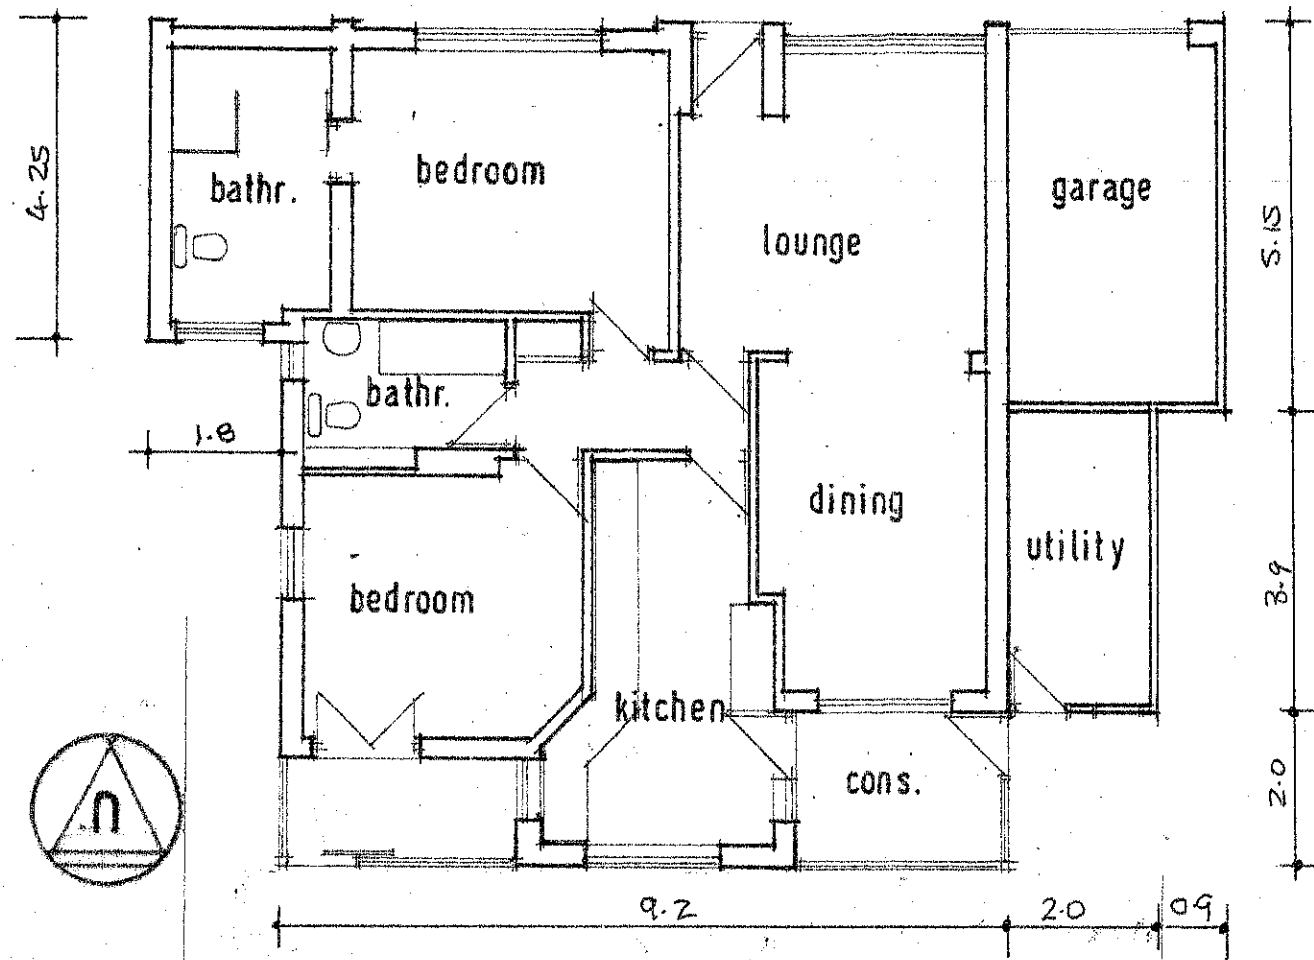 bedroom
bathr.
garage
lounge
4.25
5.15
bathr.
1.8
dining
utility
bedroom
3.9
kitchen
cons.
n
2.0
9.2
2.0
0.9